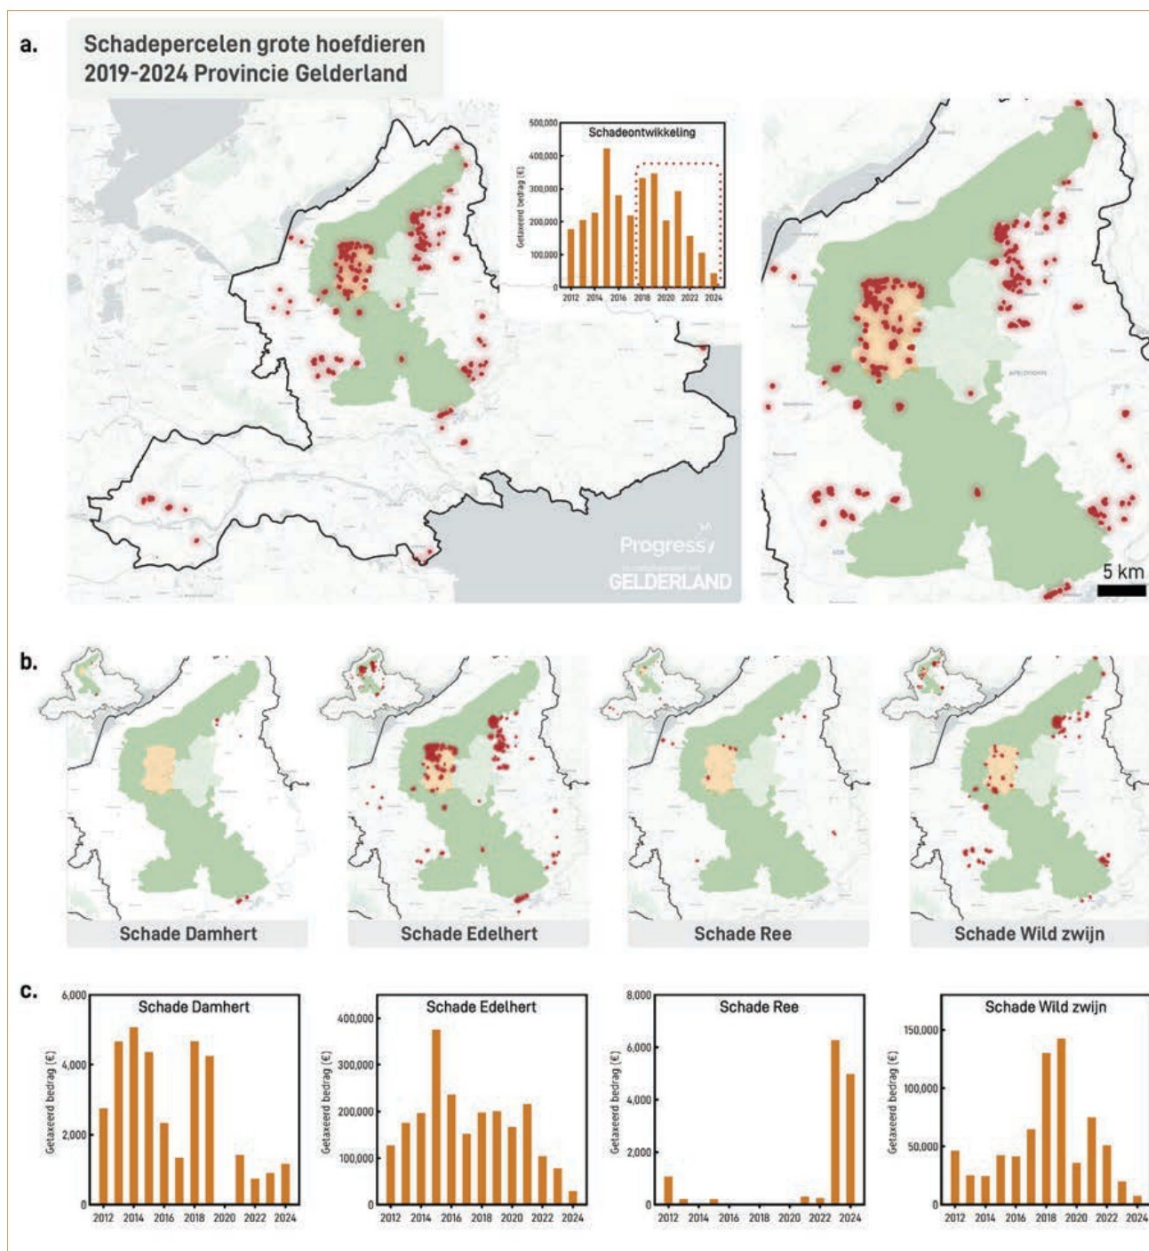 a.
Schadepercelen grote hoefdieren
2019-2024 Provincie Gelderland
Schadeontwikkeling
Getaxeerd bedrag (€)
500,000
400,000
300,000
200,000
100,000
0
2012 2014 2016 2018 2020 2022 2024
Progress
GELDERLAND
APELDOORN
5 km
b.
Schade Damhert
Schade Edelhert
Schade Ree
Schade Wild zwijn
c.
Schade Damhert
Getaxeerd bedrag (€)
6,000
4,000
2,000
0
2012 2014 2016 2018 2020 2022 2024
Schade Edelhert
Getaxeerd bedrag (€)
400,000
300,000
200,000
100,000
0
2012 2014 2016 2018 2020 2022 2024
Schade Ree
Getaxeerd bedrag (€)
8,000
6,000
4,000
2,000
0
2012 2014 2016 2018 2020 2022 2024
Schade Wild zwijn
Getaxeerd bedrag (€)
150,000
100,000
50,000
0
2012 2014 2016 2018 2020 2022 2024